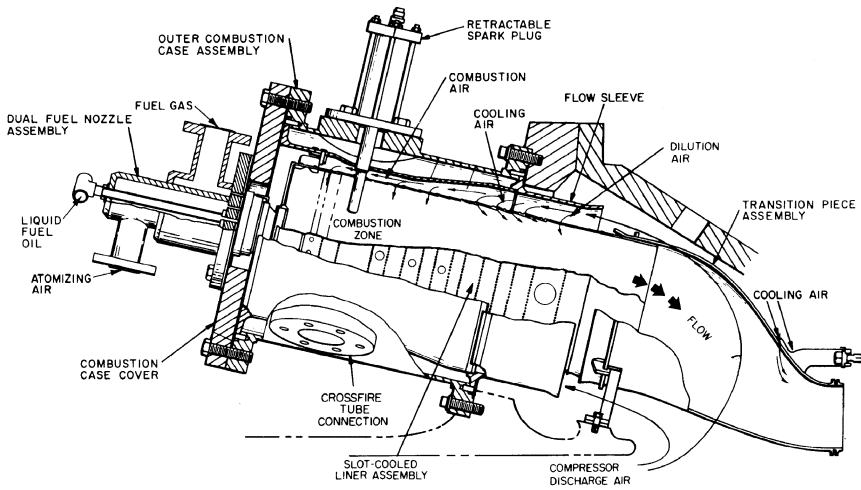 RETRACTABLE
SPARK PLUG
OUTER COMBUSTION
CASE ASSEMBLY
COMBUSTION
AIR
FUEL GAS
COOLING
AIR
FLOW SLEEVE
DUAL FUEL NOZZLE
ASSEMBLY
DILUTION
AIR
TRANSITION PIECE
ASSEMBLY
LIQUID
FUEL
OIL
COMBUSTION
ZONE
ATOMIZING
AIR
COOLING AIR
FLOW
COMBUSTION
CASE COVER
CROSSFIRE
TUBE
CONNECTION
SLOT-COOLED
LINER ASSEMBLY
COMPRESSOR
DISCHARGE AIR